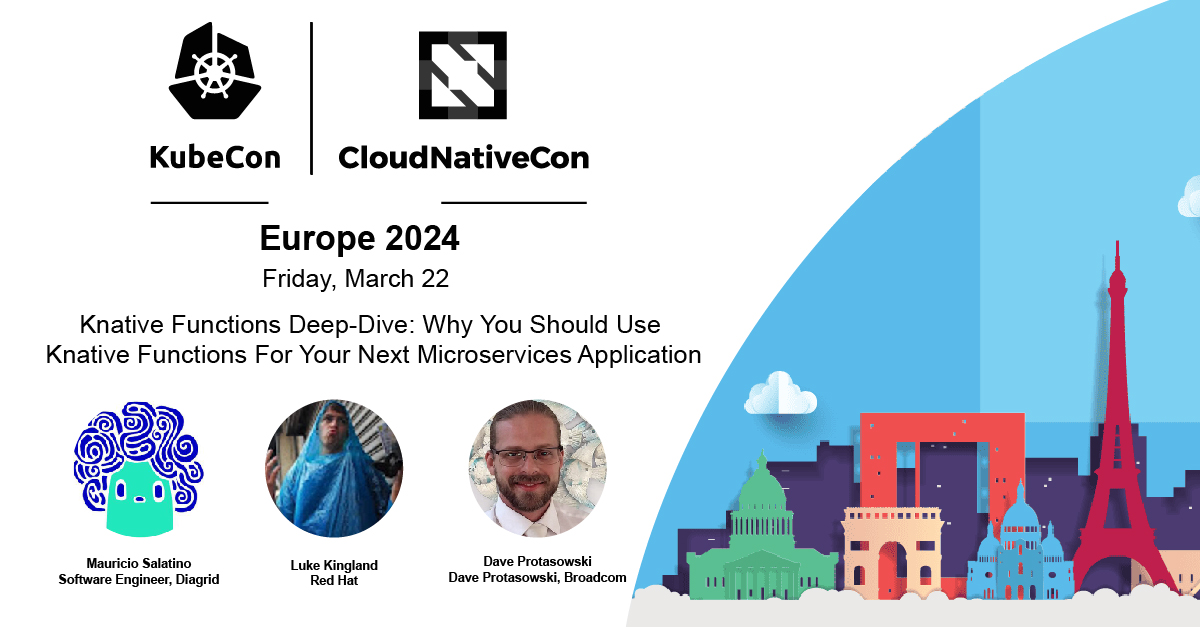 KubeCon
CloudNativeCon
Europe 2024
Friday, March 22
Knative Functions Deep-Dive: Why You Should Use
Knative Functions For Your Next Microservices Application
Mauricio Salatino
Software Engineer, Diagrid
Luke Kingland
Red Hat
Dave Protasowski
Dave Protasowski, Broadcom